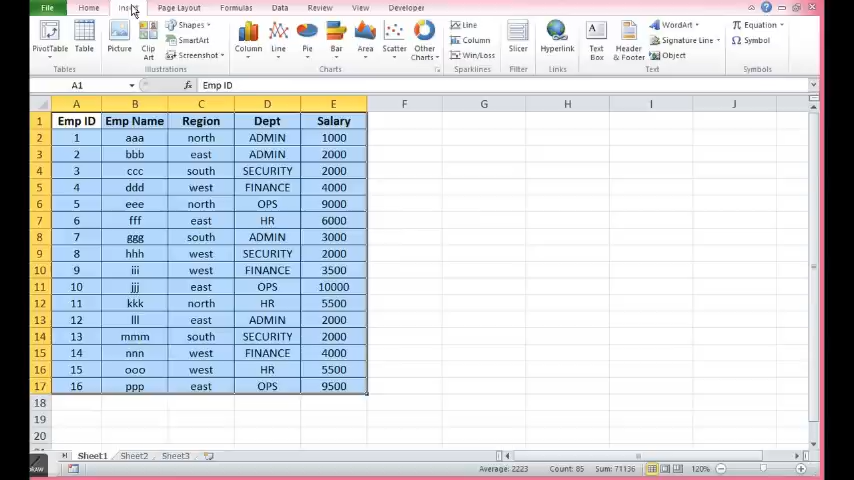 File Home Insert Page Layout Formulas Data Review View Developer
PivotTable Table Picture Clip Art Shapes SmartArt Screenshot Column Line Pie Bar Area Scatter Other Charts Line Column Win/Loss Slicer Hyperlink Text Box Header & Footer WordArt Signature Line Object Equation Symbol
Tables Illustrations Charts Sparklines Filter Links Text Symbols
A1 fx Emp ID
A B C D E F G H I J
1 Emp ID Emp Name Region Dept Salary
2 1 aaa north ADMIN 1000
3 2 bbb east ADMIN 2000
4 3 ccc south SECURITY 2000
5 4 ddd west FINANCE 4000
6 5 eee north OPS 9000
7 6 fff east HR 6000
8 7 ggg south ADMIN 3000
9 8 hhh west SECURITY 2000
10 9 iii west FINANCE 3500
11 10 jjj east OPS 10000
12 11 kkk north HR 5500
13 12 lll east ADMIN 2000
14 13 mmm south SECURITY 2000
15 14 nnn west FINANCE 4000
16 15 ooo west HR 5500
17 16 ppp east OPS 9500
18
19
20
Sheet1 Sheet2 Sheet3
Average: 2223 Count: 85 Sum: 71136 120%